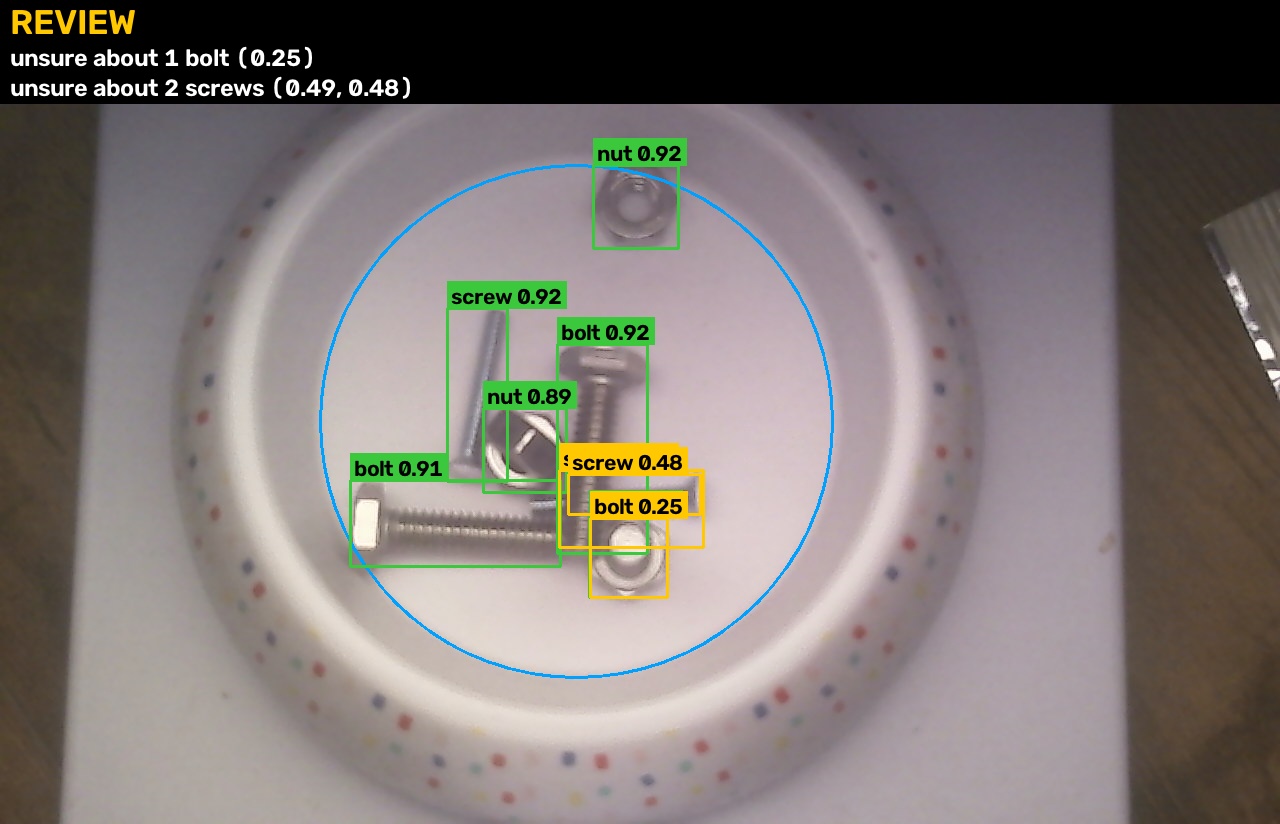 REVIEW
unsure about 1 bolt (0.25)
unsure about 2 screws (0.49, 0.48)
nut 0.92
screw 0.92
bolt 0.92
nut 0.89
bolt 0.91
screw 0.48
bolt 0.25